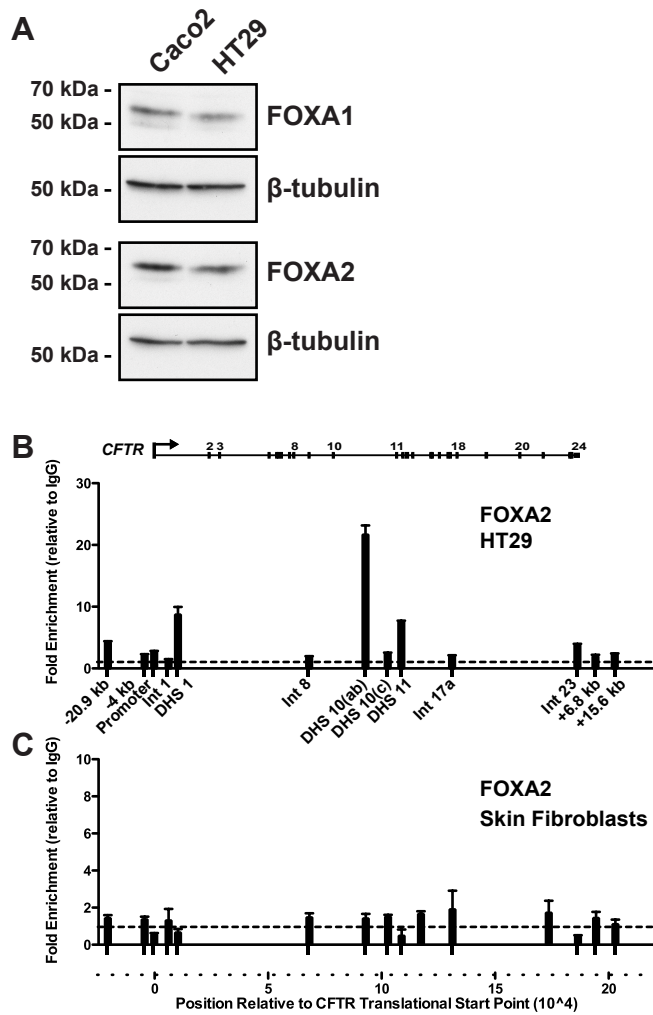 A
Caco2 HT29
70 kDa -
50 kDa -
FOXA1
50 kDa -
β-tubulin
70 kDa -
50 kDa -
FOXA2
50 kDa -
β-tubulin
B
CFTR
2 3 8 10 11 18 20 24
Fold Enrichment (relative to IgG)
30
20
10
0
FOXA2
HT29
-20.9 kb
-4 kb
Promoter
Int 1
DHS 1
Int 8
DHS 10(ab)
DHS 10(c)
DHS 11
Int 17a
Int 23
+6.8 kb
+15.6 kb
C
Fold Enrichment (relative to IgG)
10
8
6
4
2
0
FOXA2
Skin Fibroblasts
0 5 10 15 20
Position Relative to CFTR Translational Start Point (10^4)